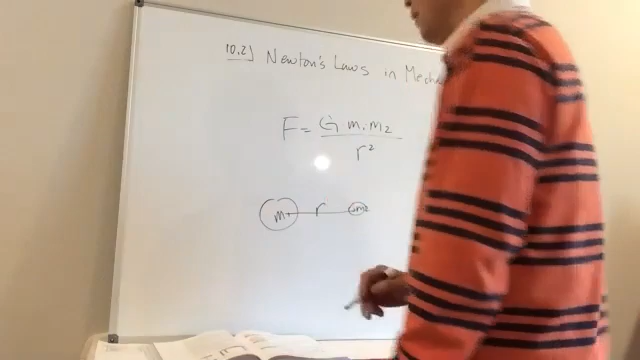 10.2] Newton's Laws in Mecha
F = G m₁ m₂
r²
m₁ r m₂